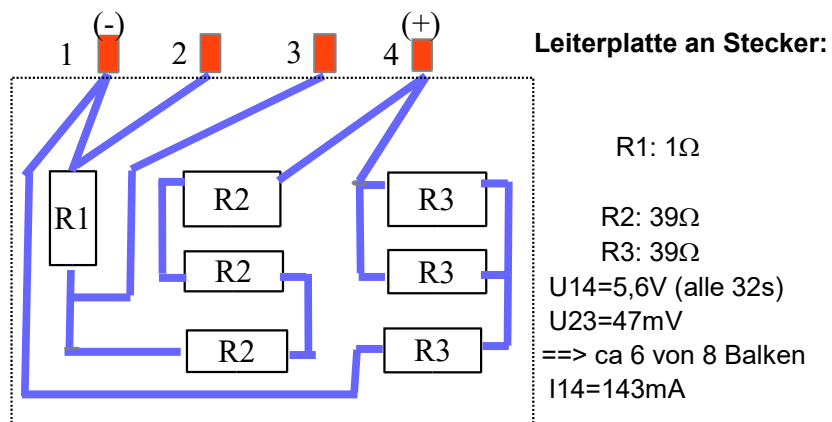 (-)
(+)
1
2
3
4
Leiterplatte an Stecker:
R1: 1Ω
R1
R2
R3
R2: 39Ω
R3: 39Ω
R2
R3
U14=5,6V (alle 32s)
U23=47mV
R2
R3
==> ca 6 von 8 Balken
I14=143mA